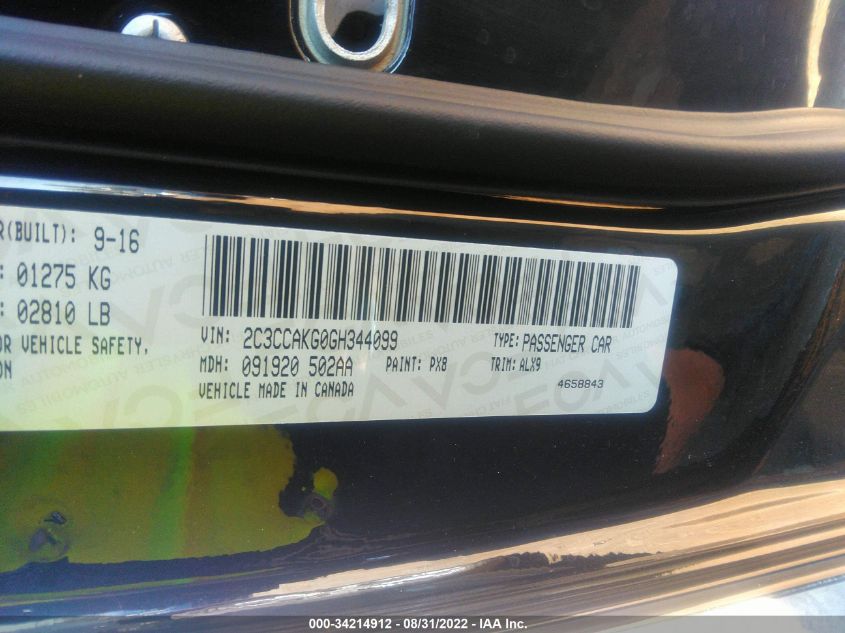 R(BUILT): 9-16
: 01275 KG
: 02810 LB
OR VEHICLE SAFETY,
ON
VIN: 2C3CCAKG0GH344099 TYPE: PASSENGER CAR
MDH: 091920 502AA PAINT: PX8 TRIM: ALX9
VEHICLE MADE IN CANADA 4658843
000-34214912 / 08/31/2022 - IAA Inc.